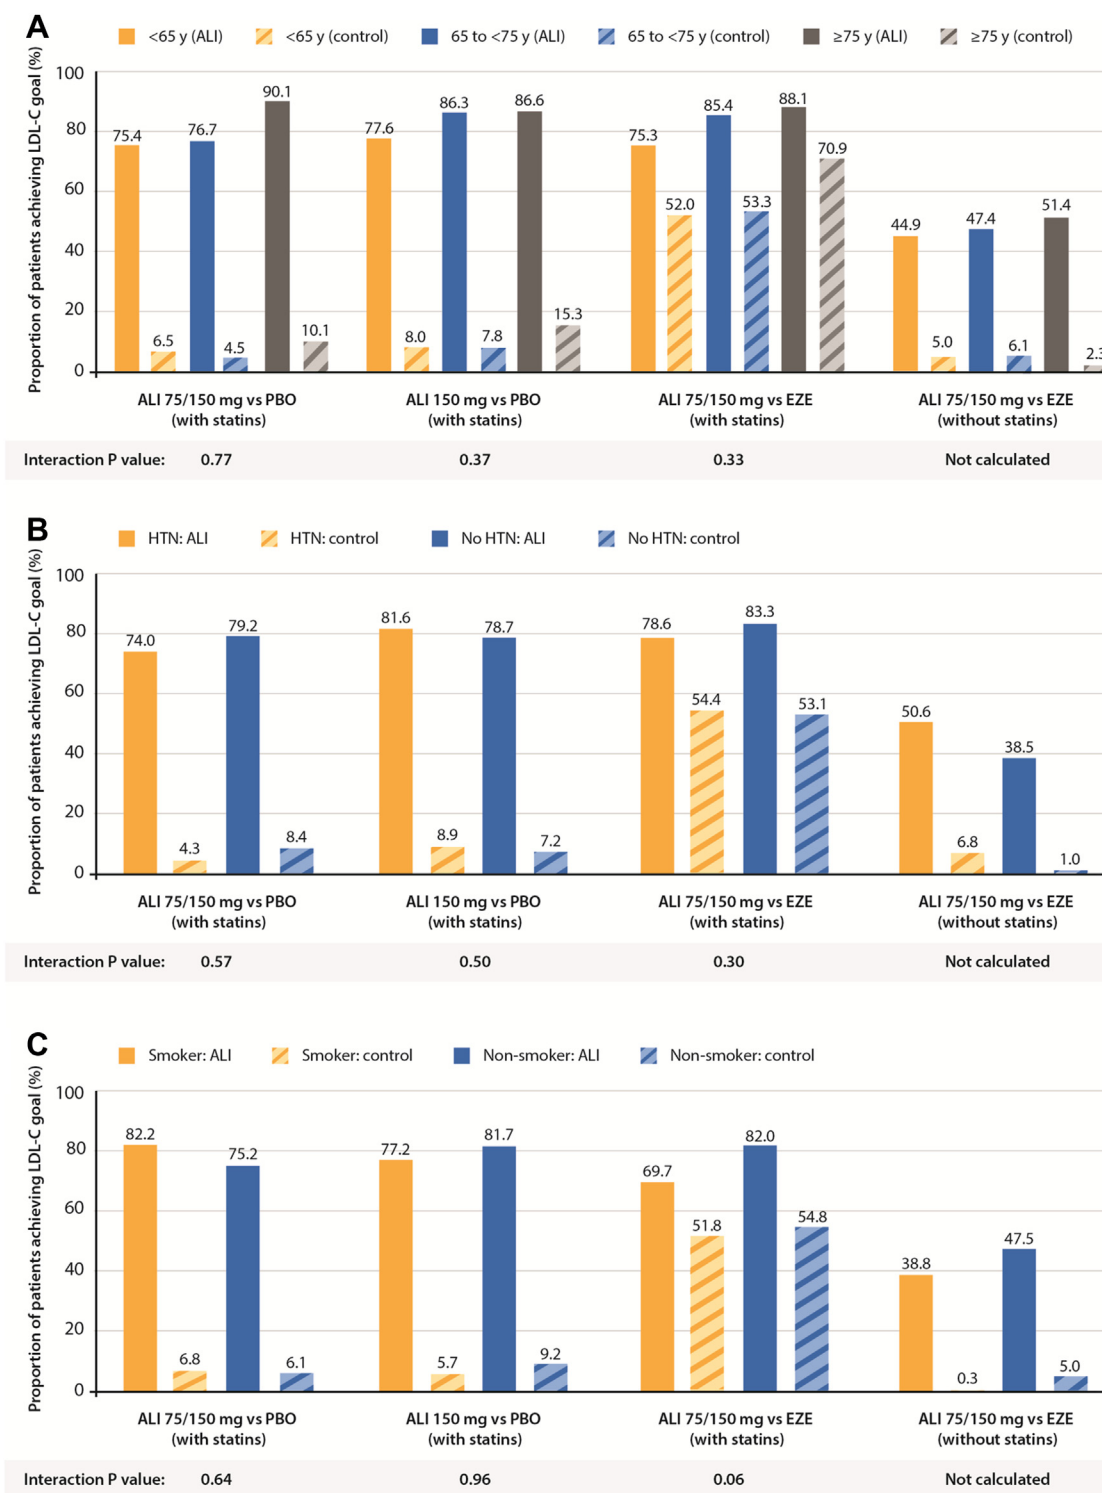 A
<65 y (ALI) <65 y (control) 65 to <75 y (ALI) 65 to <75 y (control) ≥75 y (ALI) ≥75 y (control)
Proportion of patients achieving LDL-C goal (%)
100
80
60
40
20
0
75.4 6.5 76.7 4.5 90.1 10.1
77.6 8.0 86.3 7.8 86.6 15.3
75.3 52.0 85.4 53.3 88.1 70.9
44.9 5.0 47.4 6.1 51.4 2.3
ALI 75/150 mg vs PBO ALI 150 mg vs PBO ALI 75/150 mg vs EZE ALI 75/150 mg vs EZE
(with statins) (with statins) (with statins) (without statins)
Interaction P value: 0.77 0.37 0.33 Not calculated
B
HTN: ALI HTN: control No HTN: ALI No HTN: control
Proportion of patients achieving LDL-C goal (%)
100
80
60
40
20
0
74.0 4.3 79.2 8.4
81.6 8.9 78.7 7.2
78.6 54.4 83.3 53.1
50.6 6.8 38.5 1.0
ALI 75/150 mg vs PBO ALI 150 mg vs PBO ALI 75/150 mg vs EZE ALI 75/150 mg vs EZE
(with statins) (with statins) (with statins) (without statins)
Interaction P value: 0.57 0.50 0.30 Not calculated
C
Smoker: ALI Smoker: control Non-smoker: ALI Non-smoker: control
Proportion of patients achieving LDL-C goal (%)
100
80
60
40
20
0
82.2 6.8 75.2 6.1
77.2 5.7 81.7 9.2
69.7 51.8 82.0 54.8
38.8 0.3 47.5 5.0
ALI 75/150 mg vs PBO ALI 150 mg vs PBO ALI 75/150 mg vs EZE ALI 75/150 mg vs EZE
(with statins) (with statins) (with statins) (without statins)
Interaction P value: 0.64 0.96 0.06 Not calculated